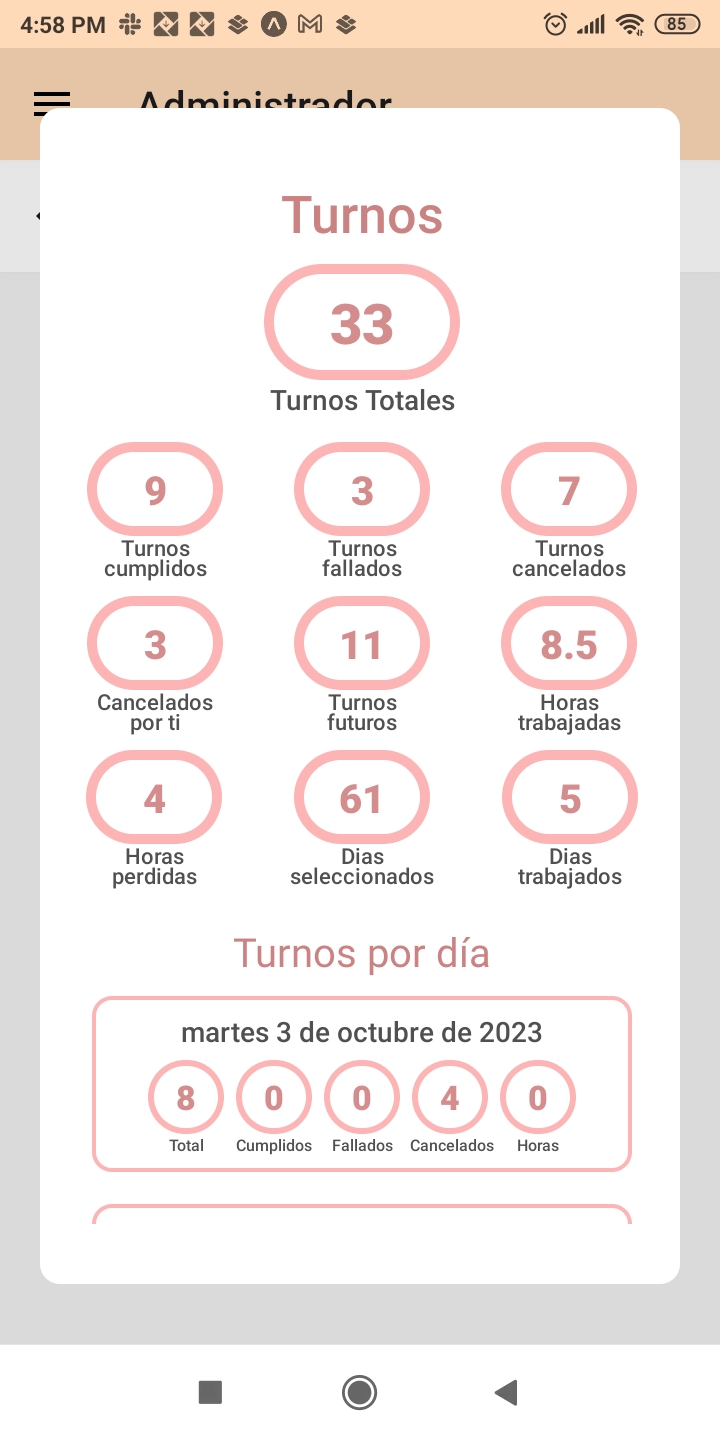 4:58 PM
85
Administrador
Turnos
33
Turnos Totales
9 3 7
Turnos Turnos Turnos
cumplidos fallados cancelados
3 11 8.5
Cancelados Turnos Horas
por ti futuros trabajadas
4 61 5
Horas Dias Dias
perdidas seleccionados trabajados
Turnos por día
martes 3 de octubre de 2023
8 0 0 4 0
Total Cumplidos Fallados Cancelados Horas